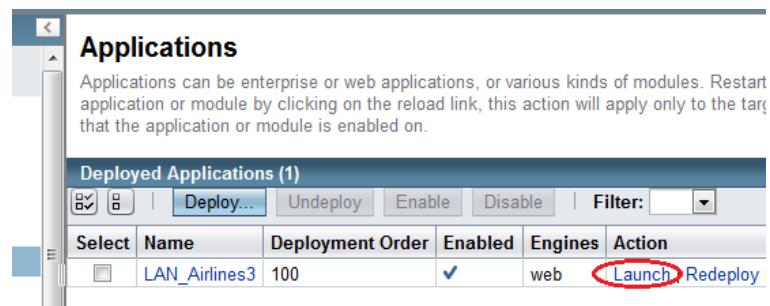 Applications
Applications can be enterprise or web applications, or various kinds of modules. Restart
application or module by clicking on the reload link, this action will apply only to the
that the application or module is enabled on.
Deployed Applications (1)
Deploy... Undeploy Enable Disable Filter:
Select Name Deployment Order Enabled Engines Action
LAN_Airlines3 100 web Launch Redeploy